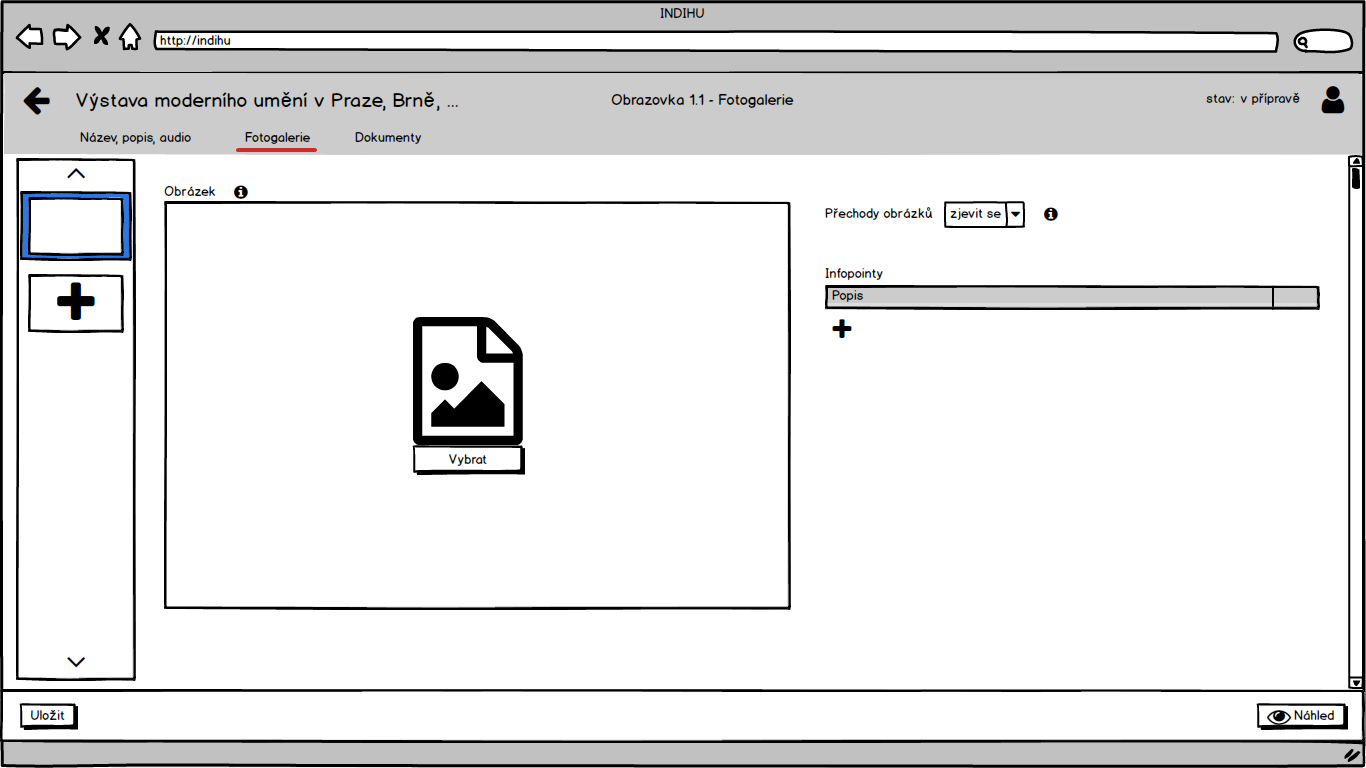 INDIHU
http://indihu
Výstava moderního umění v Praze, Brně, ...
Obrazovka 1.1 - Fotogalerie
stav: v přípravě
Název, popis, audio
Fotogalerie
Dokumenty
Obrázek
Přechody obrázků
zjevit se
Infopointy
Popis
Vybrat
Uložit
Náhled